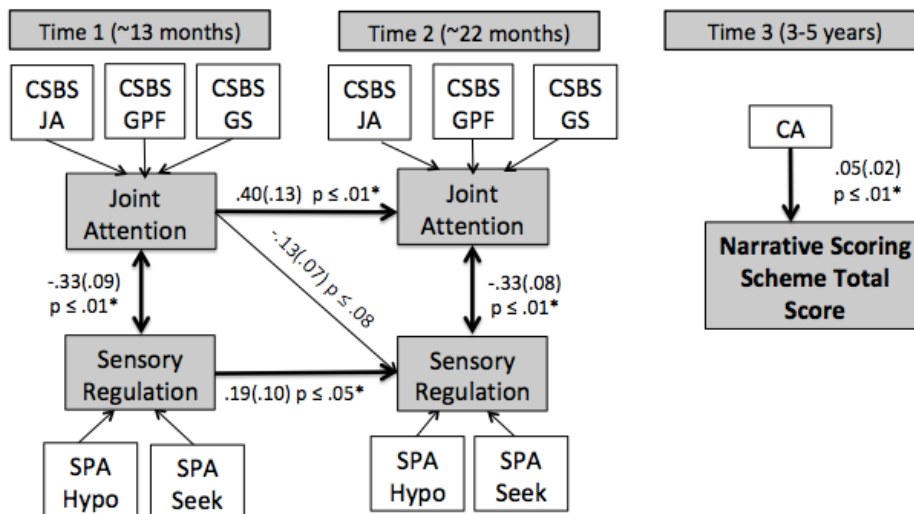 Time 1 (~13 months)
Time 2 (~22 months)
Time 3 (3-5 years)
CSBS
JA
CSBS
GPF
CSBS
GS
CSBS
JA
CSBS
GPF
CSBS
GS
CA
.05(.02)
p ≤ .01*
Joint
Attention
.40(.13) p ≤ .01*
Joint
Attention
Narrative Scoring
Scheme Total
Score
-.33(.09)
p ≤ .01*
-.13(.07) p ≤ .08
-.33(.08)
p ≤ .01*
Sensory
Regulation
.19(.10) p ≤ .05*
Sensory
Regulation
SPA
Hypo
SPA
Seek
SPA
Hypo
SPA
Seek